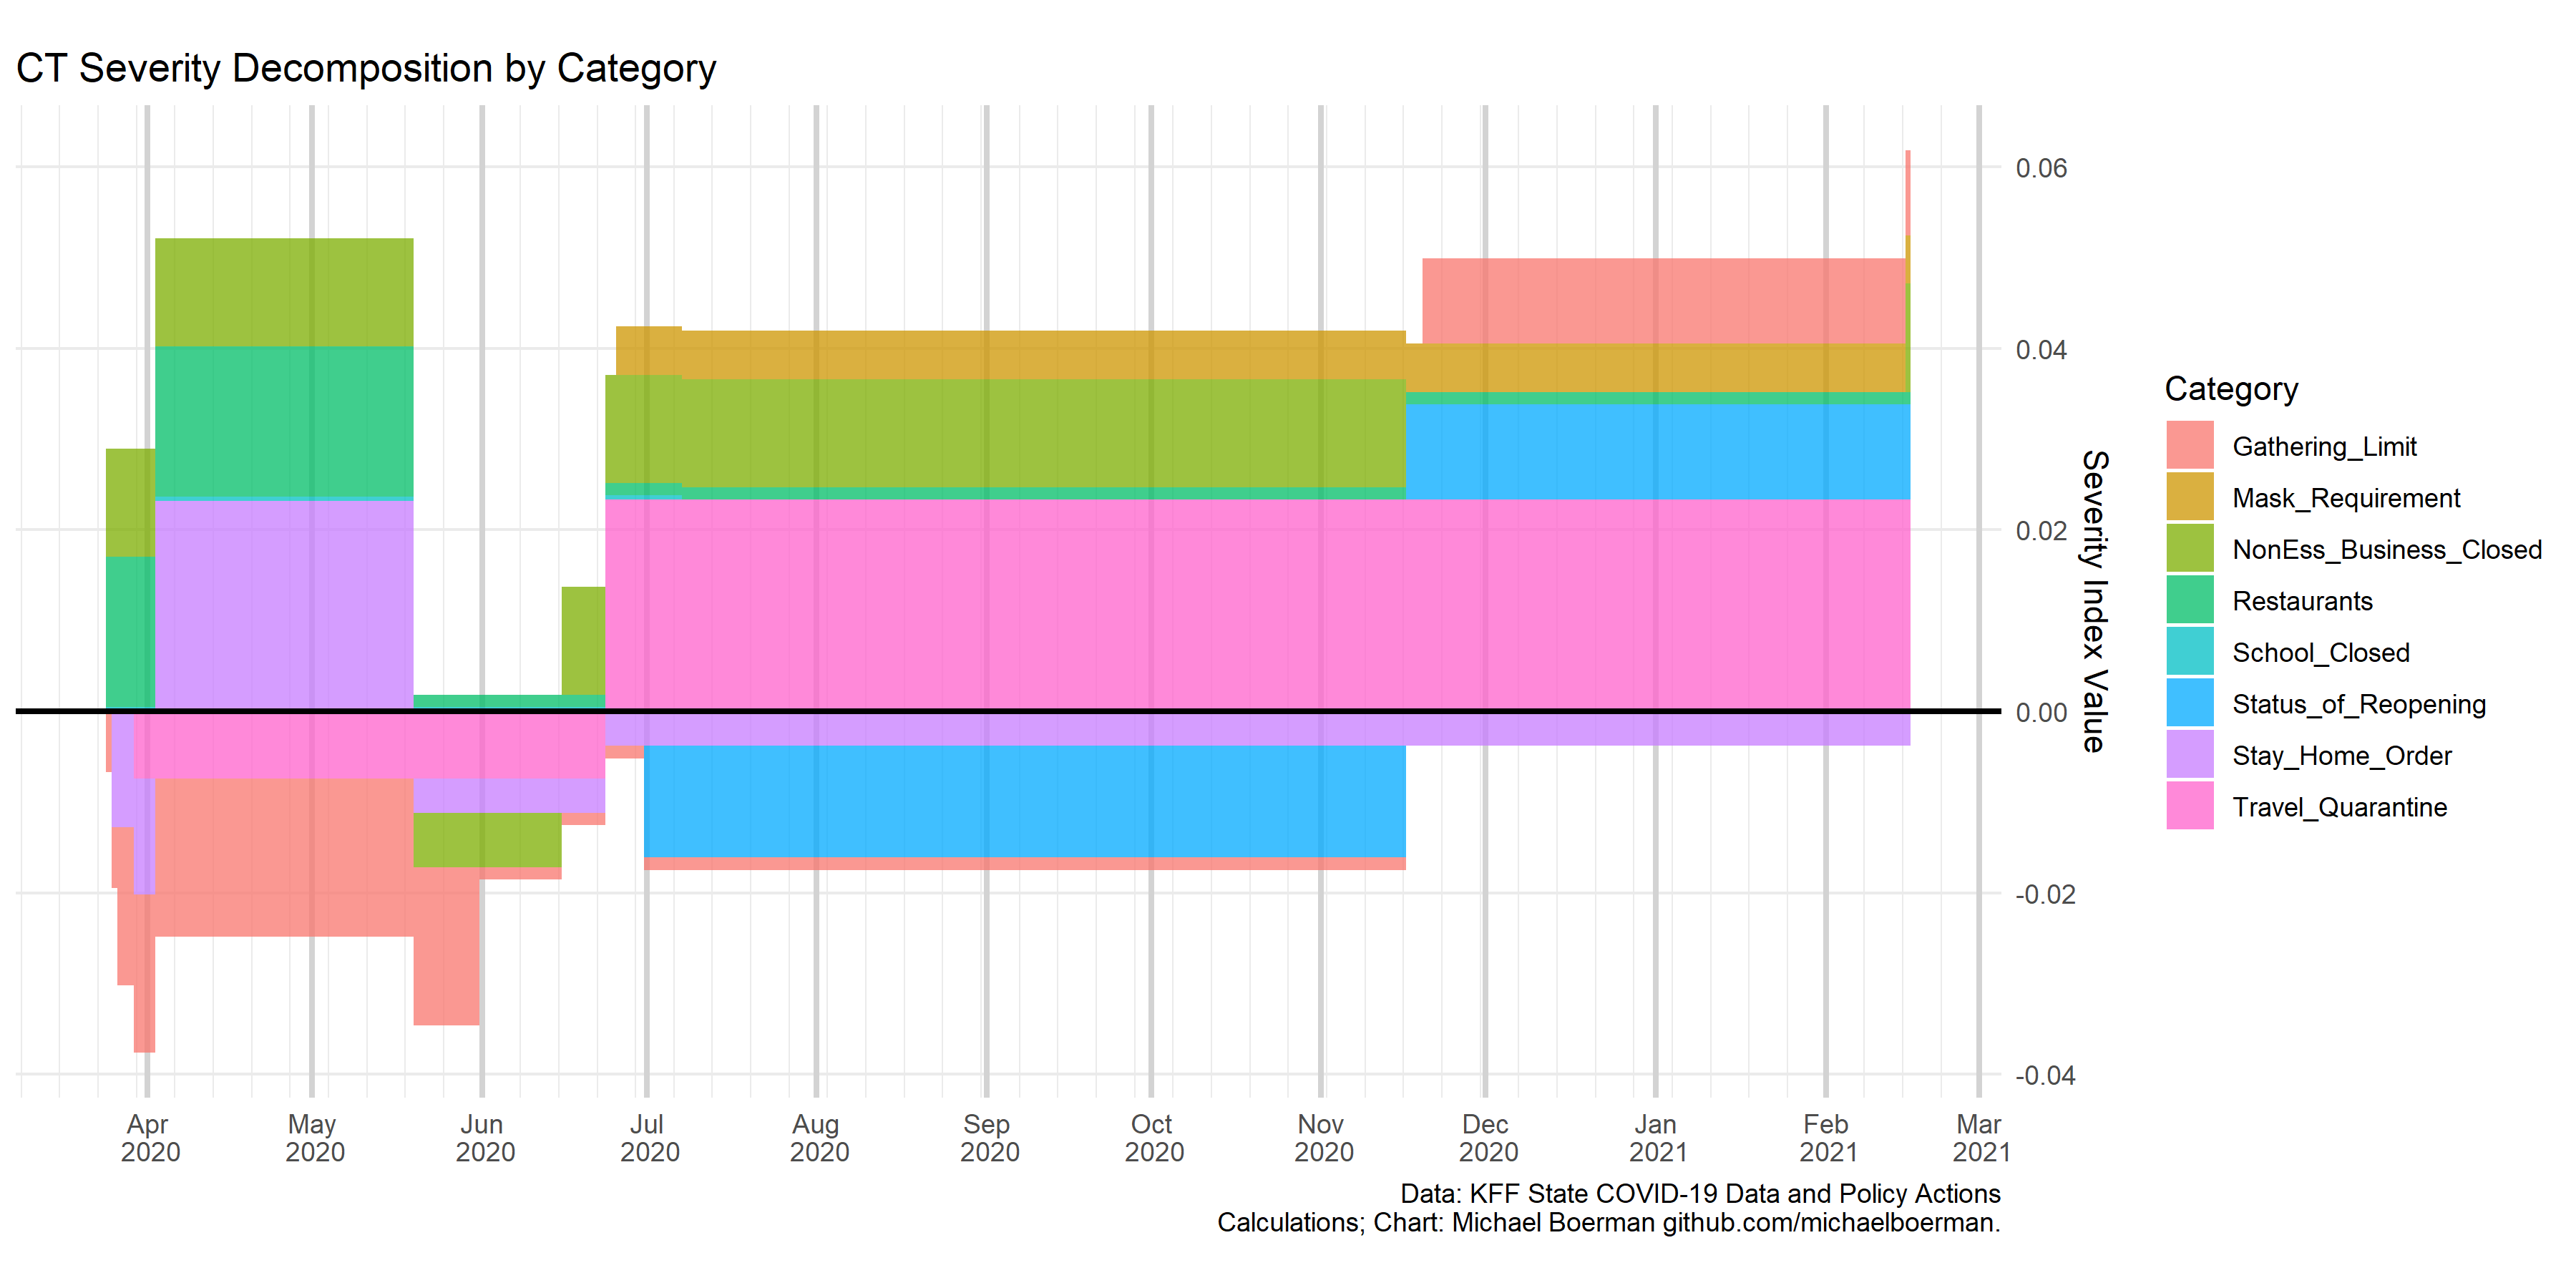 CT Severity Decomposition by Category
0.06
0.04
0.02
0.00
-0.02
-0.04
Severity Index Value
Apr 2020
May 2020
Jun 2020
Jul 2020
Aug 2020
Sep 2020
Oct 2020
Nov 2020
Dec 2020
Jan 2021
Feb 2021
Mar 2021
Category
Gathering_Limit
Mask_Requirement
NonEss_Business_Closed
Restaurants
School_Closed
Status_of_Reopening
Stay_Home_Order
Travel_Quarantine
Data: KFF State COVID-19 Data and Policy Actions
Calculations; Chart: Michael Boerman github.com/michaelboerman.